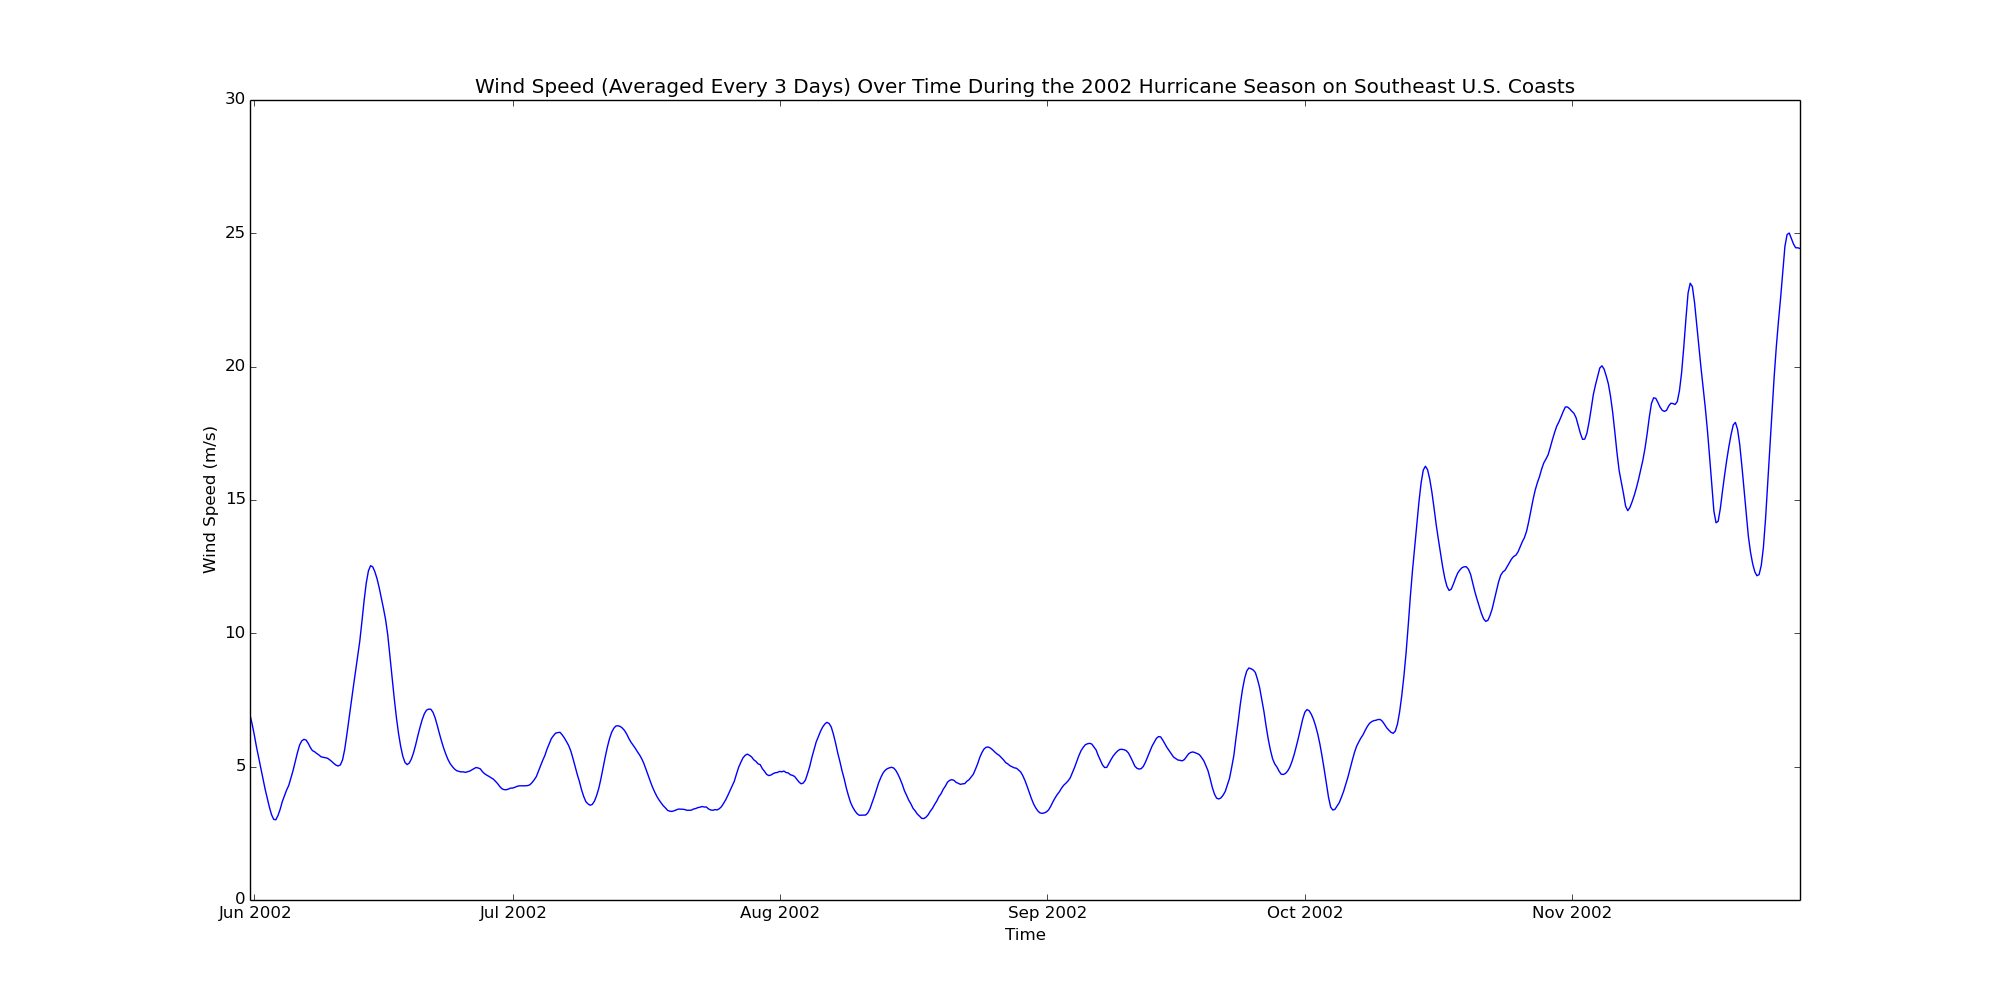 Wind Speed (Averaged Every 3 Days) Over Time During the 2002 Hurricane Season on Southeast U.S. Coasts
30
25
20
15
10
5
0
Wind Speed (m/s)
Jun 2002 Jul 2002 Aug 2002 Sep 2002 Oct 2002 Nov 2002
Time